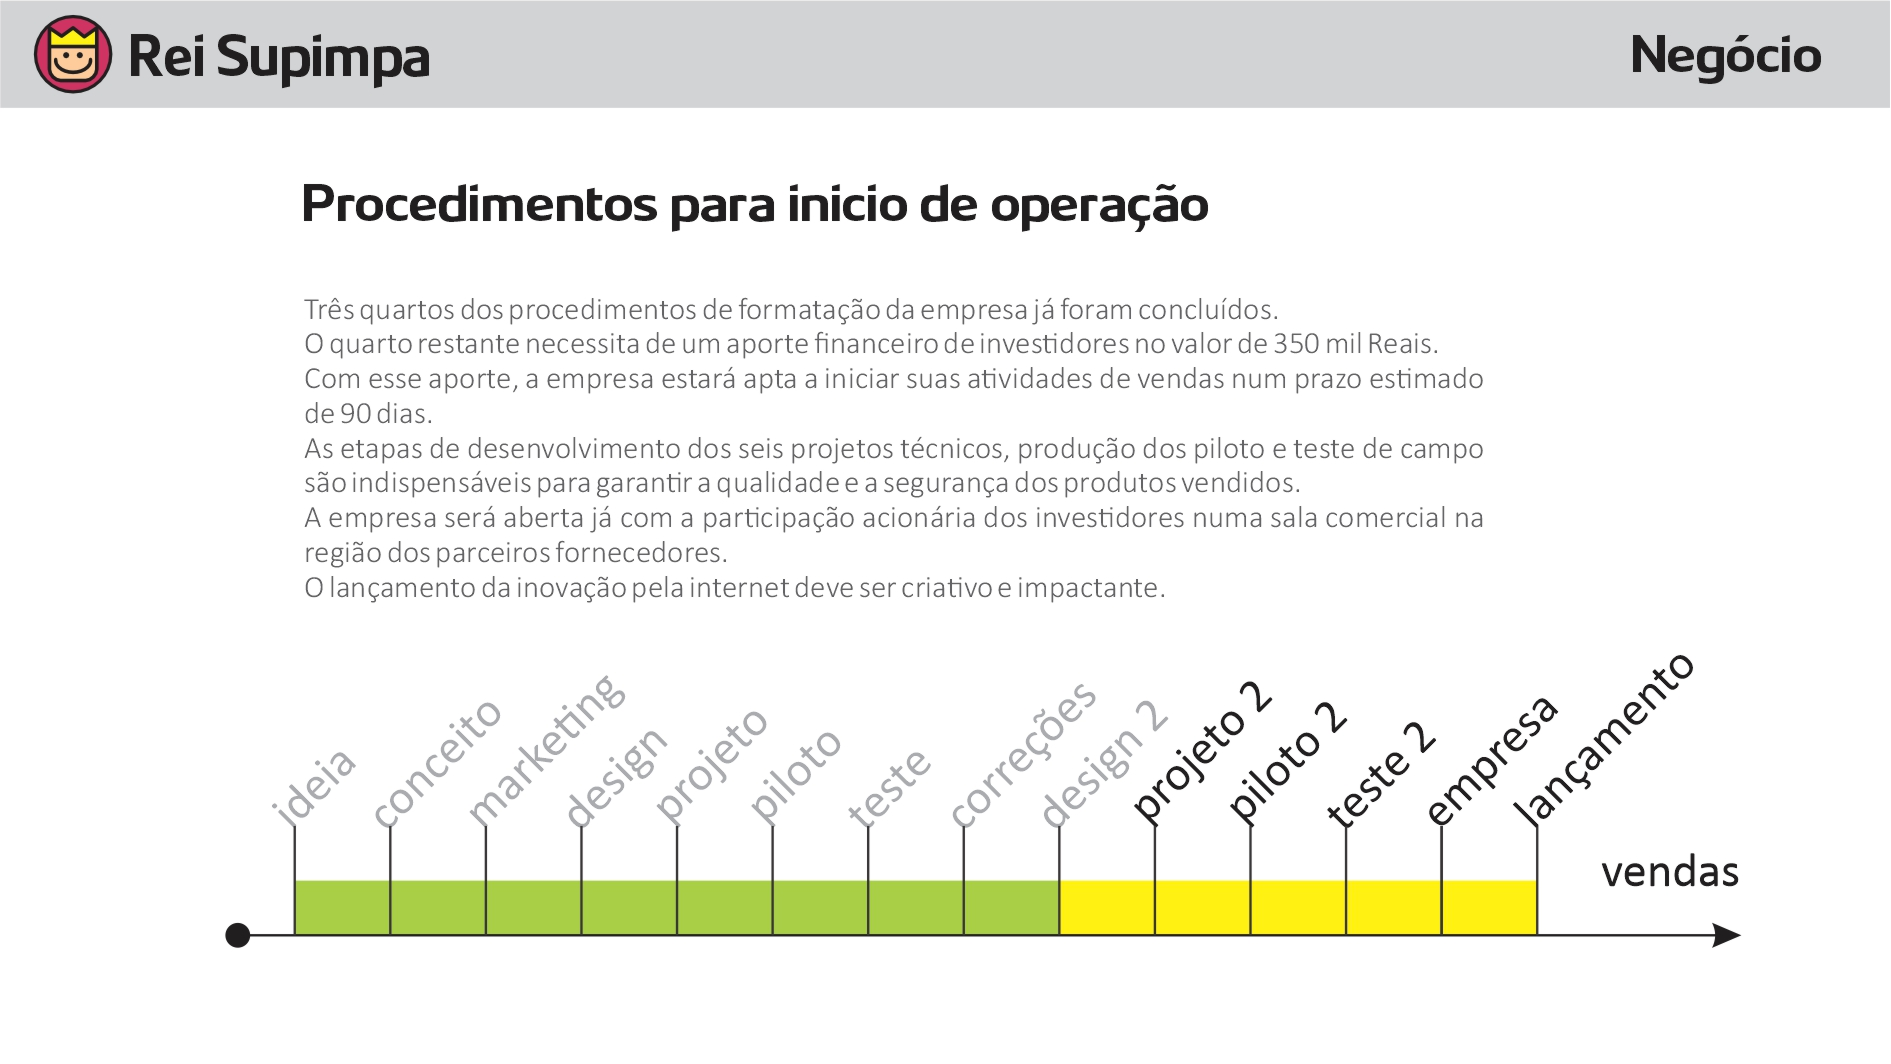 Rei Supimpa
Negócio
Procedimentos para inicio de operação
Três quartos dos procedimentos de formatação da empresa já foram concluídos.
O quarto restante necessita de um aporte financeiro de investidores no valor de 350 mil Reais.
Com esse aporte, a empresa estará apta a iniciar suas atividades de vendas num prazo estimado
de 90 dias.
As etapas de desenvolvimento dos seis projetos técnicos, produção dos piloto e teste de campo
são indispensáveis para garantir a qualidade e a segurança dos produtos vendidos.
A empresa será aberta já com a participação acionária dos investidores numa sala comercial na
região dos parceiros fornecedores.
O lançamento da inovação pela internet deve ser criativo e impactante.
ideia
conceito
marketing
design
projeto
piloto
teste
correções
design 2
projeto 2
piloto 2
teste 2
empresa
lançamento
vendas